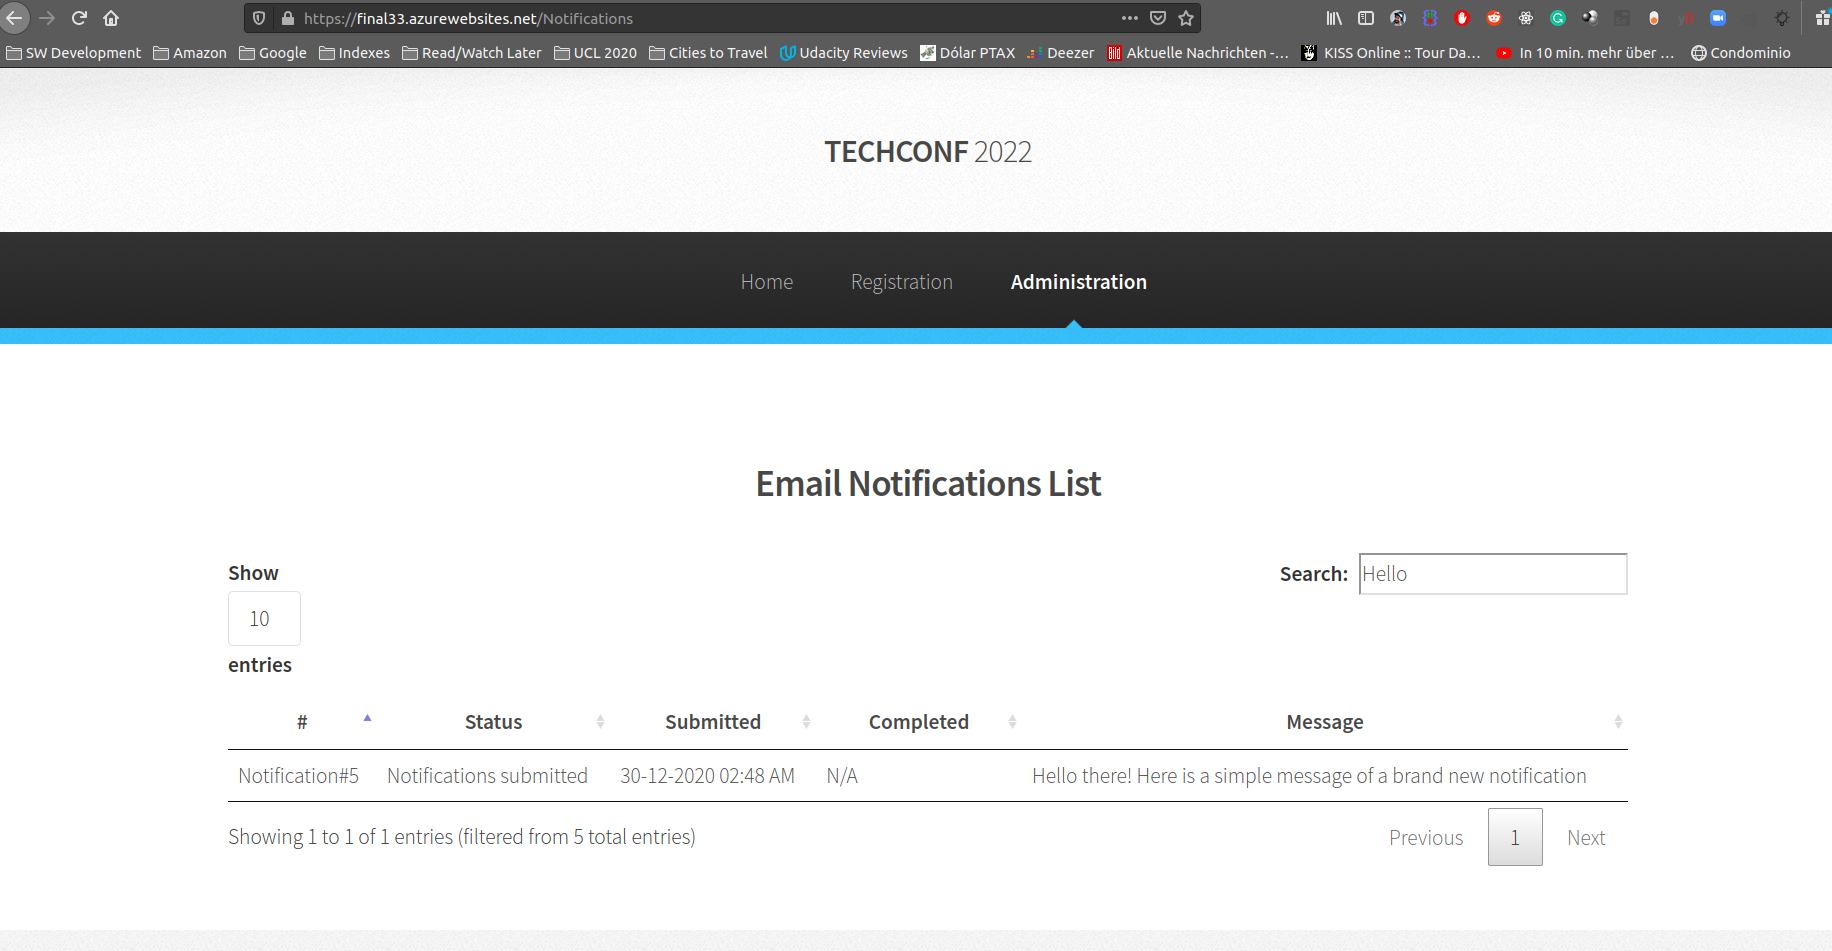 https://final33.azurewebsites.net/Notifications
SW Development Amazon Google Indexes Read/Watch Later UCL 2020 Cities to Travel Udacity Reviews Dólar PTAX Deezer Aktuelle Nachrichten -... KISS Online :: Tour Da... In 10 min. mehr über ... Condominio
TECHCONF 2022
Home Registration Administration
Email Notifications List
Show
10
entries
Search: Hello
# Status Submitted Completed Message
Notification#5 Notifications submitted 30-12-2020 02:48 AM N/A Hello there! Here is a simple message of a brand new notification
Showing 1 to 1 of 1 entries (filtered from 5 total entries)
Previous 1 Next